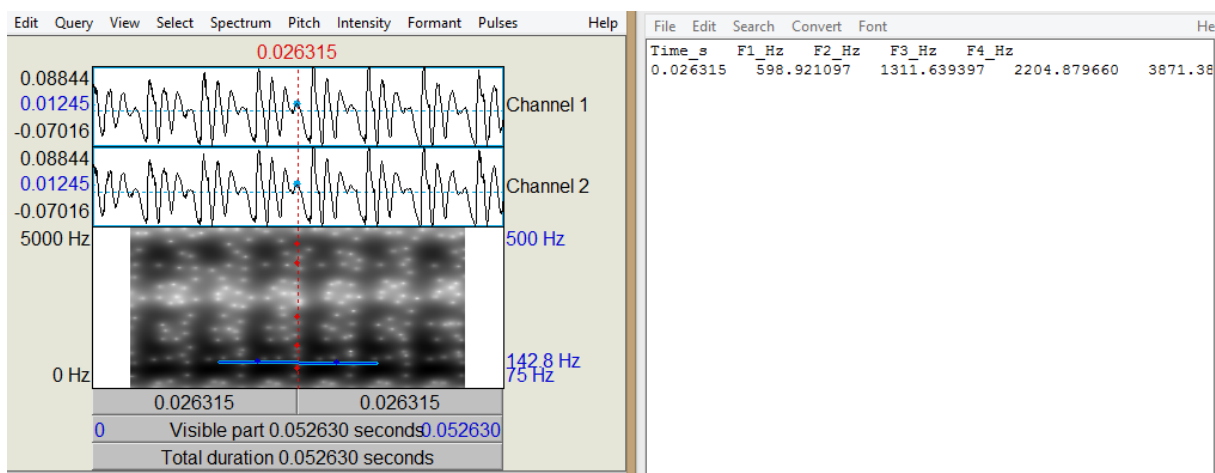 Edit Query View Select Spectrum Pitch Intensity Formant Pulses Help
0.026315
0.08844
0.01245
-0.07016
Channel 1
0.08844
0.01245
-0.07016
Channel 2
5000 Hz
500 Hz
0 Hz
142.8 Hz
75 Hz
0.026315 0.026315
0 Visible part 0.052630 seconds 0.052630
Total duration 0.052630 seconds
File Edit Search Convert Font He
Time_s F1_Hz F2_Hz F3_Hz F4_Hz
0.026315 598.921097 1311.639397 2204.879660 3871.38